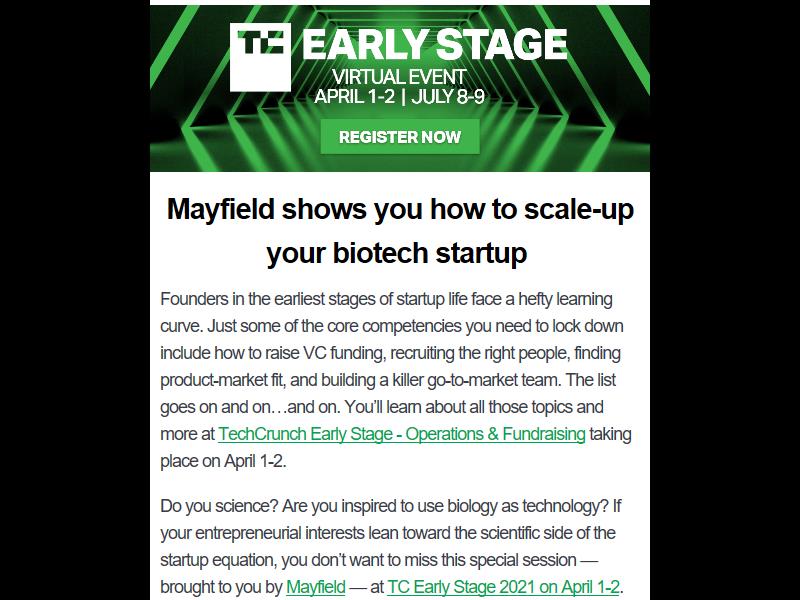 TC EARLY STAGE
VIRTUAL EVENT
APRIL 1-2 | JULY 8-9
REGISTER NOW
Mayfield shows you how to scale-up
your biotech startup
Founders in the earliest stages of startup life face a hefty learning
curve. Just some of the core competencies you need to lock down
include how to raise VC funding, recruiting the right people, finding
product-market fit, and building a killer go-to-market team. The list
goes on and on…and on. You'll learn about all those topics and
more at TechCrunch Early Stage - Operations & Fundraising taking
place on April 1-2.
Do you science? Are you inspired to use biology as technology? If
your entrepreneurial interests lean toward the scientific side of the
startup equation, you don't want to miss this special session —
brought to you by Mayfield — at TC Early Stage 2021 on April 1-2.